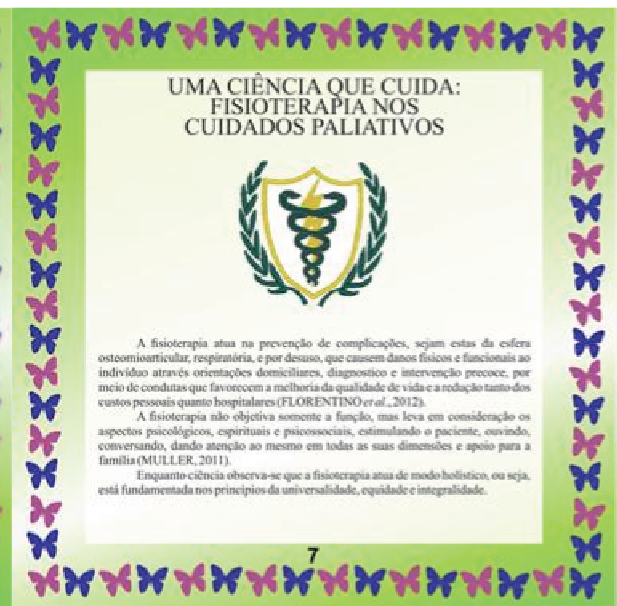 UMA CIÊNCIA QUE CUIDA:
FISIOTERAPIA NOS
CUIDADOS PALIATIVOS
A fisioterapia atua na prevenção de complicações, sejam estas da esfera
osteomioarticular, respiratória, e por desuso, que causem danos físicos e funcionais ao
indivíduo através orientações domiciliares, diagnostico e intervenção precoce, por
meio de condutas que favorecem a melhoria da qualidade de vida e a redução tanto dos
custos pessoais quanto hospitalares (FLORENTINO et al., 2012).
A fisioterapia não objetiva somente a função, mas leva em consideração os
aspectos psicológicos, espirituais e psicossociais, estimulando o paciente, ouvindo,
conversando, dando atenção ao mesmo em todas as suas dimensões e apoio para a
família (MULLER, 2011).
Enquanto ciência observa-se que a fisioterapia atua de modo holístico, ou seja,
está fundamentada nos princípios da universalidade, equidade e integralidade.
7